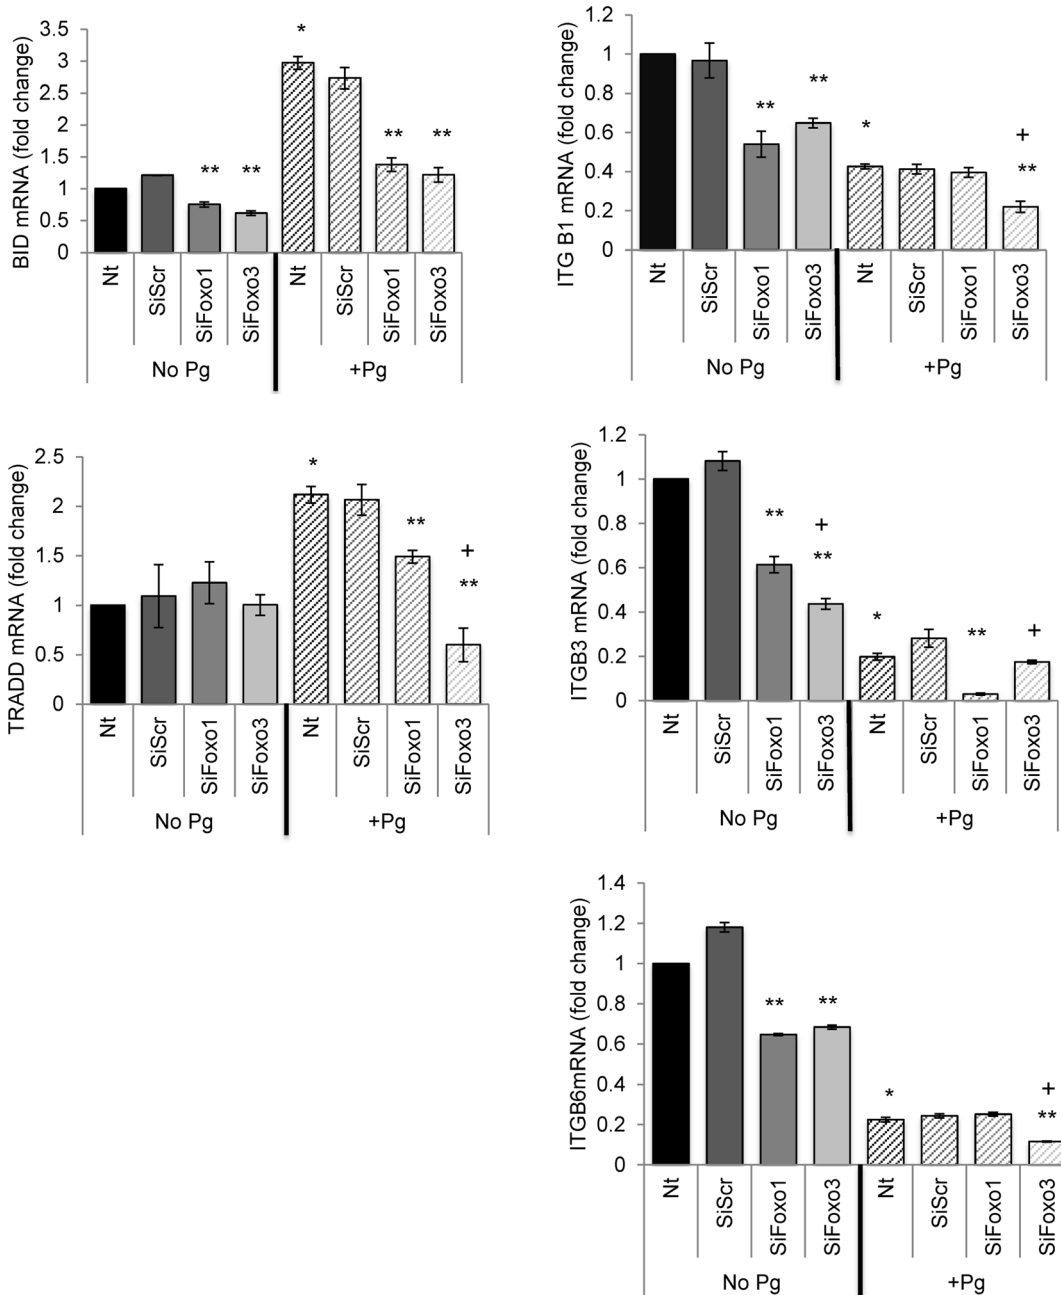 BID mRNA (fold change)
3.5
3
2.5
2
1.5
1
0.5
0
*
** ** ** **
Nt SiScr SiFoxo1 SiFoxo3 Nt SiScr SiFoxo1 SiFoxo3
No Pg +Pg
ITG B1 mRNA (fold change)
1.2
1
0.8
0.6
0.4
0.2
0
** ** * +
**
Nt SiScr SiFoxo1 SiFoxo3 Nt SiScr SiFoxo1 SiFoxo3
No Pg +Pg
TRADD mRNA (fold change)
2.5
2
1.5
1
0.5
0
* ** +
**
Nt SiScr SiFoxo1 SiFoxo3 Nt SiScr SiFoxo1 SiFoxo3
No Pg +Pg
ITGB3 mRNA (fold change)
1.2
1
0.8
0.6
0.4
0.2
0
** +
**
* ** +
Nt SiScr SiFoxo1 SiFoxo3 Nt SiScr SiFoxo1 SiFoxo3
No Pg +Pg
ITGB6mRNA (fold change)
1.4
1.2
1
0.8
0.6
0.4
0.2
0
** ** * +
**
Nt SiScr SiFoxo1 SiFoxo3 Nt SiScr SiFoxo1 SiFoxo3
No Pg +Pg